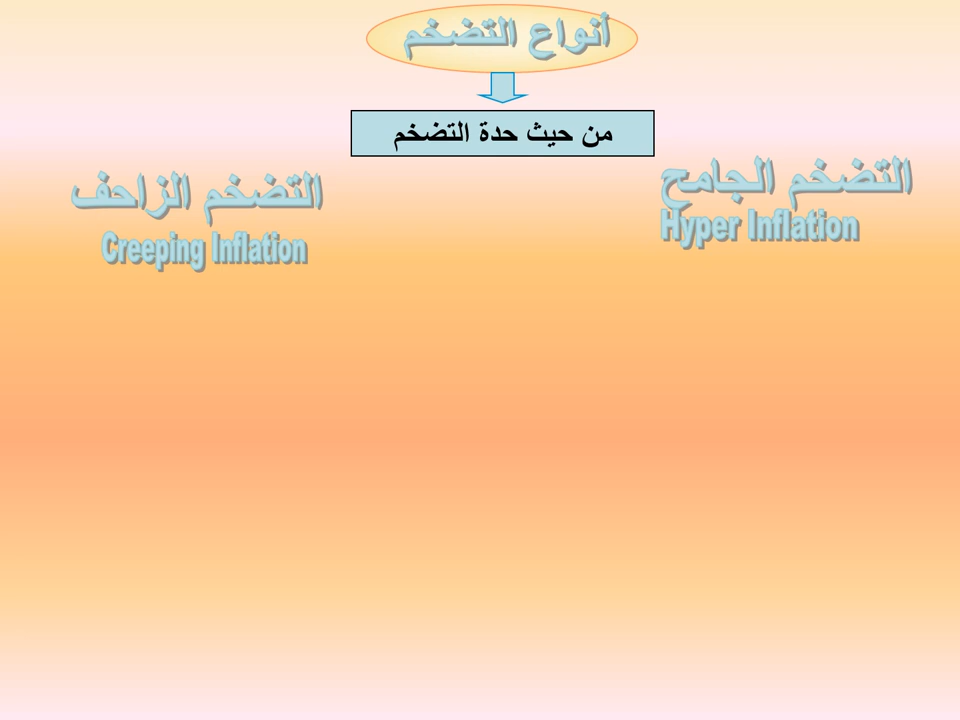 أنواع التضخم
من حيث حدة التضخم
التضخم الجامح
Hyper Inflation
التضخم الزاحف
Creeping Inflation